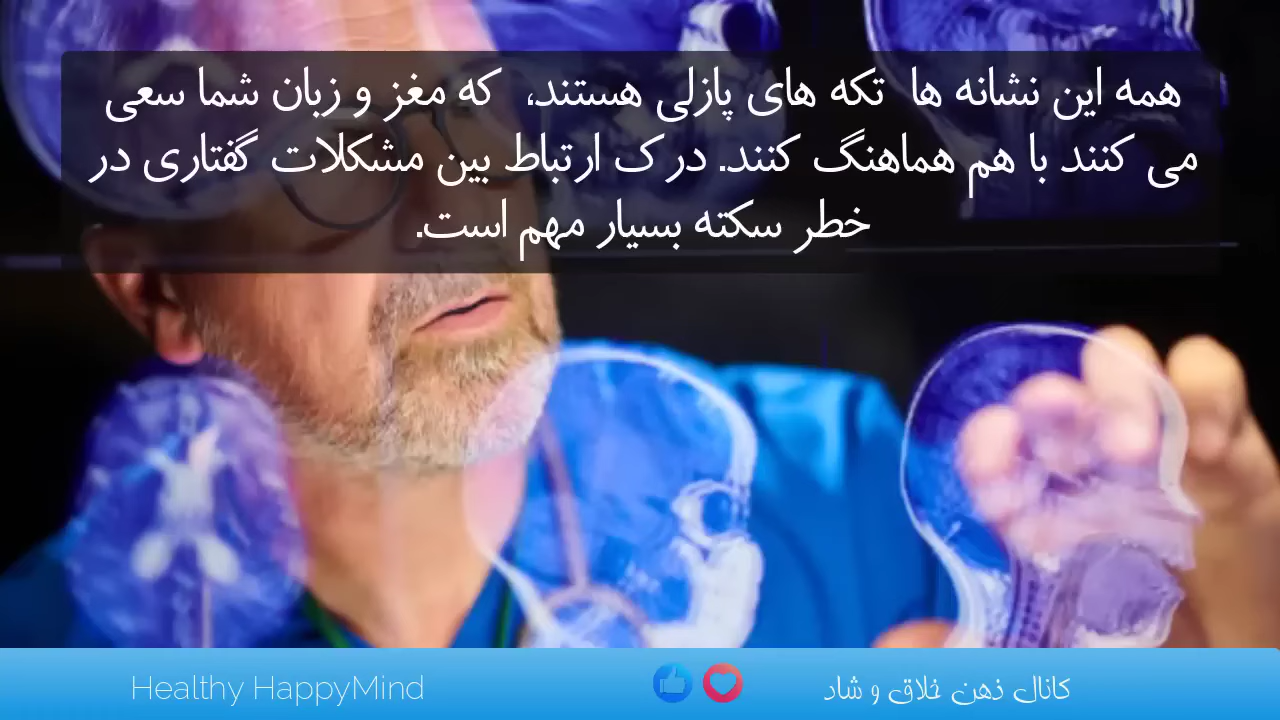 همه این نشانه ها تکه های پازلی هستند، که مغز و زبان شما سعی
می کنند با هم هماهنگ کنند. درک ارتباط بین مشکلات گفتاری در
خطر سکته بسیار مهم است.
Healthy HappyMind
کانال ذهن خلاق و شاد